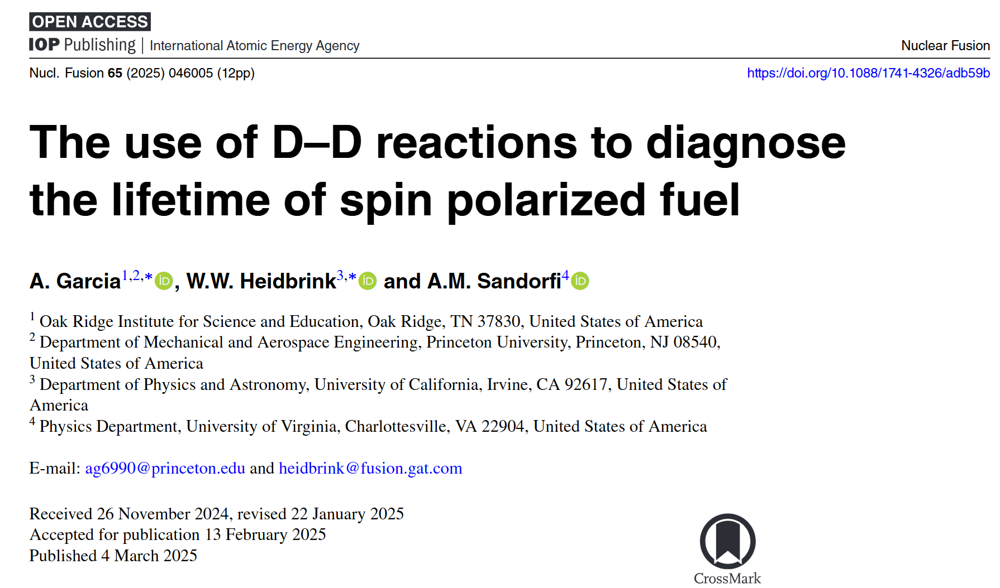 OPEN ACCESS
IOP Publishing | International Atomic Energy Agency
Nuclear Fusion
Nucl. Fusion 65 (2025) 046005 (12pp)
https://doi.org/10.1088/1741-4326/adb59b
The use of D–D reactions to diagnose
the lifetime of spin polarized fuel
A. Garcia1,2,* iD, W.W. Heidbrink3,* iD and A.M. Sandorfi4 iD
1 Oak Ridge Institute for Science and Education, Oak Ridge, TN 37830, United States of America
2 Department of Mechanical and Aerospace Engineering, Princeton University, Princeton, NJ 08540,
United States of America
3 Department of Physics and Astronomy, University of California, Irvine, CA 92617, United States of
America
4 Physics Department, University of Virginia, Charlottesville, VA 22904, United States of America
E-mail: ag6990@princeton.edu and heidbrink@fusion.gat.com
Received 26 November 2024, revised 22 January 2025
Accepted for publication 13 February 2025
Published 4 March 2025
CrossMark